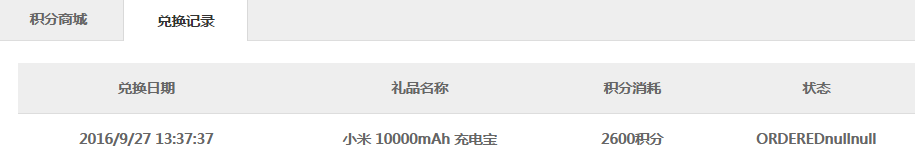 积分商城 兑换记录
兑换日期 礼品名称 积分消耗 状态
2016/9/27 13:37:37 小米 10000mAh 充电宝 2600积分 ORDEREDnullnull